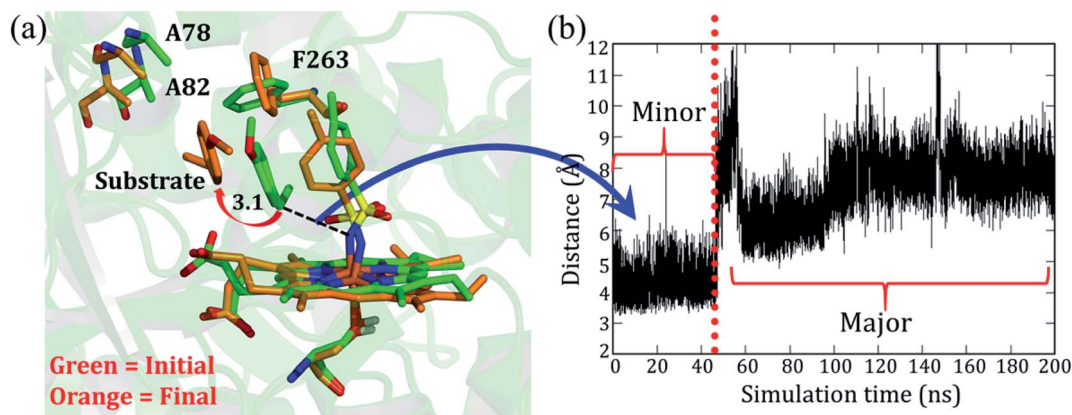 (a)
A78
A82
F263
Substrate
3.1
Green = Initial
Orange = Final
(b)
12
11
10
9
8
7
6
5
4
3
2
Distance (Å)
Minor
Major
0 20 40 60 80 100 120 140 160 180 200
Simulation time (ns)